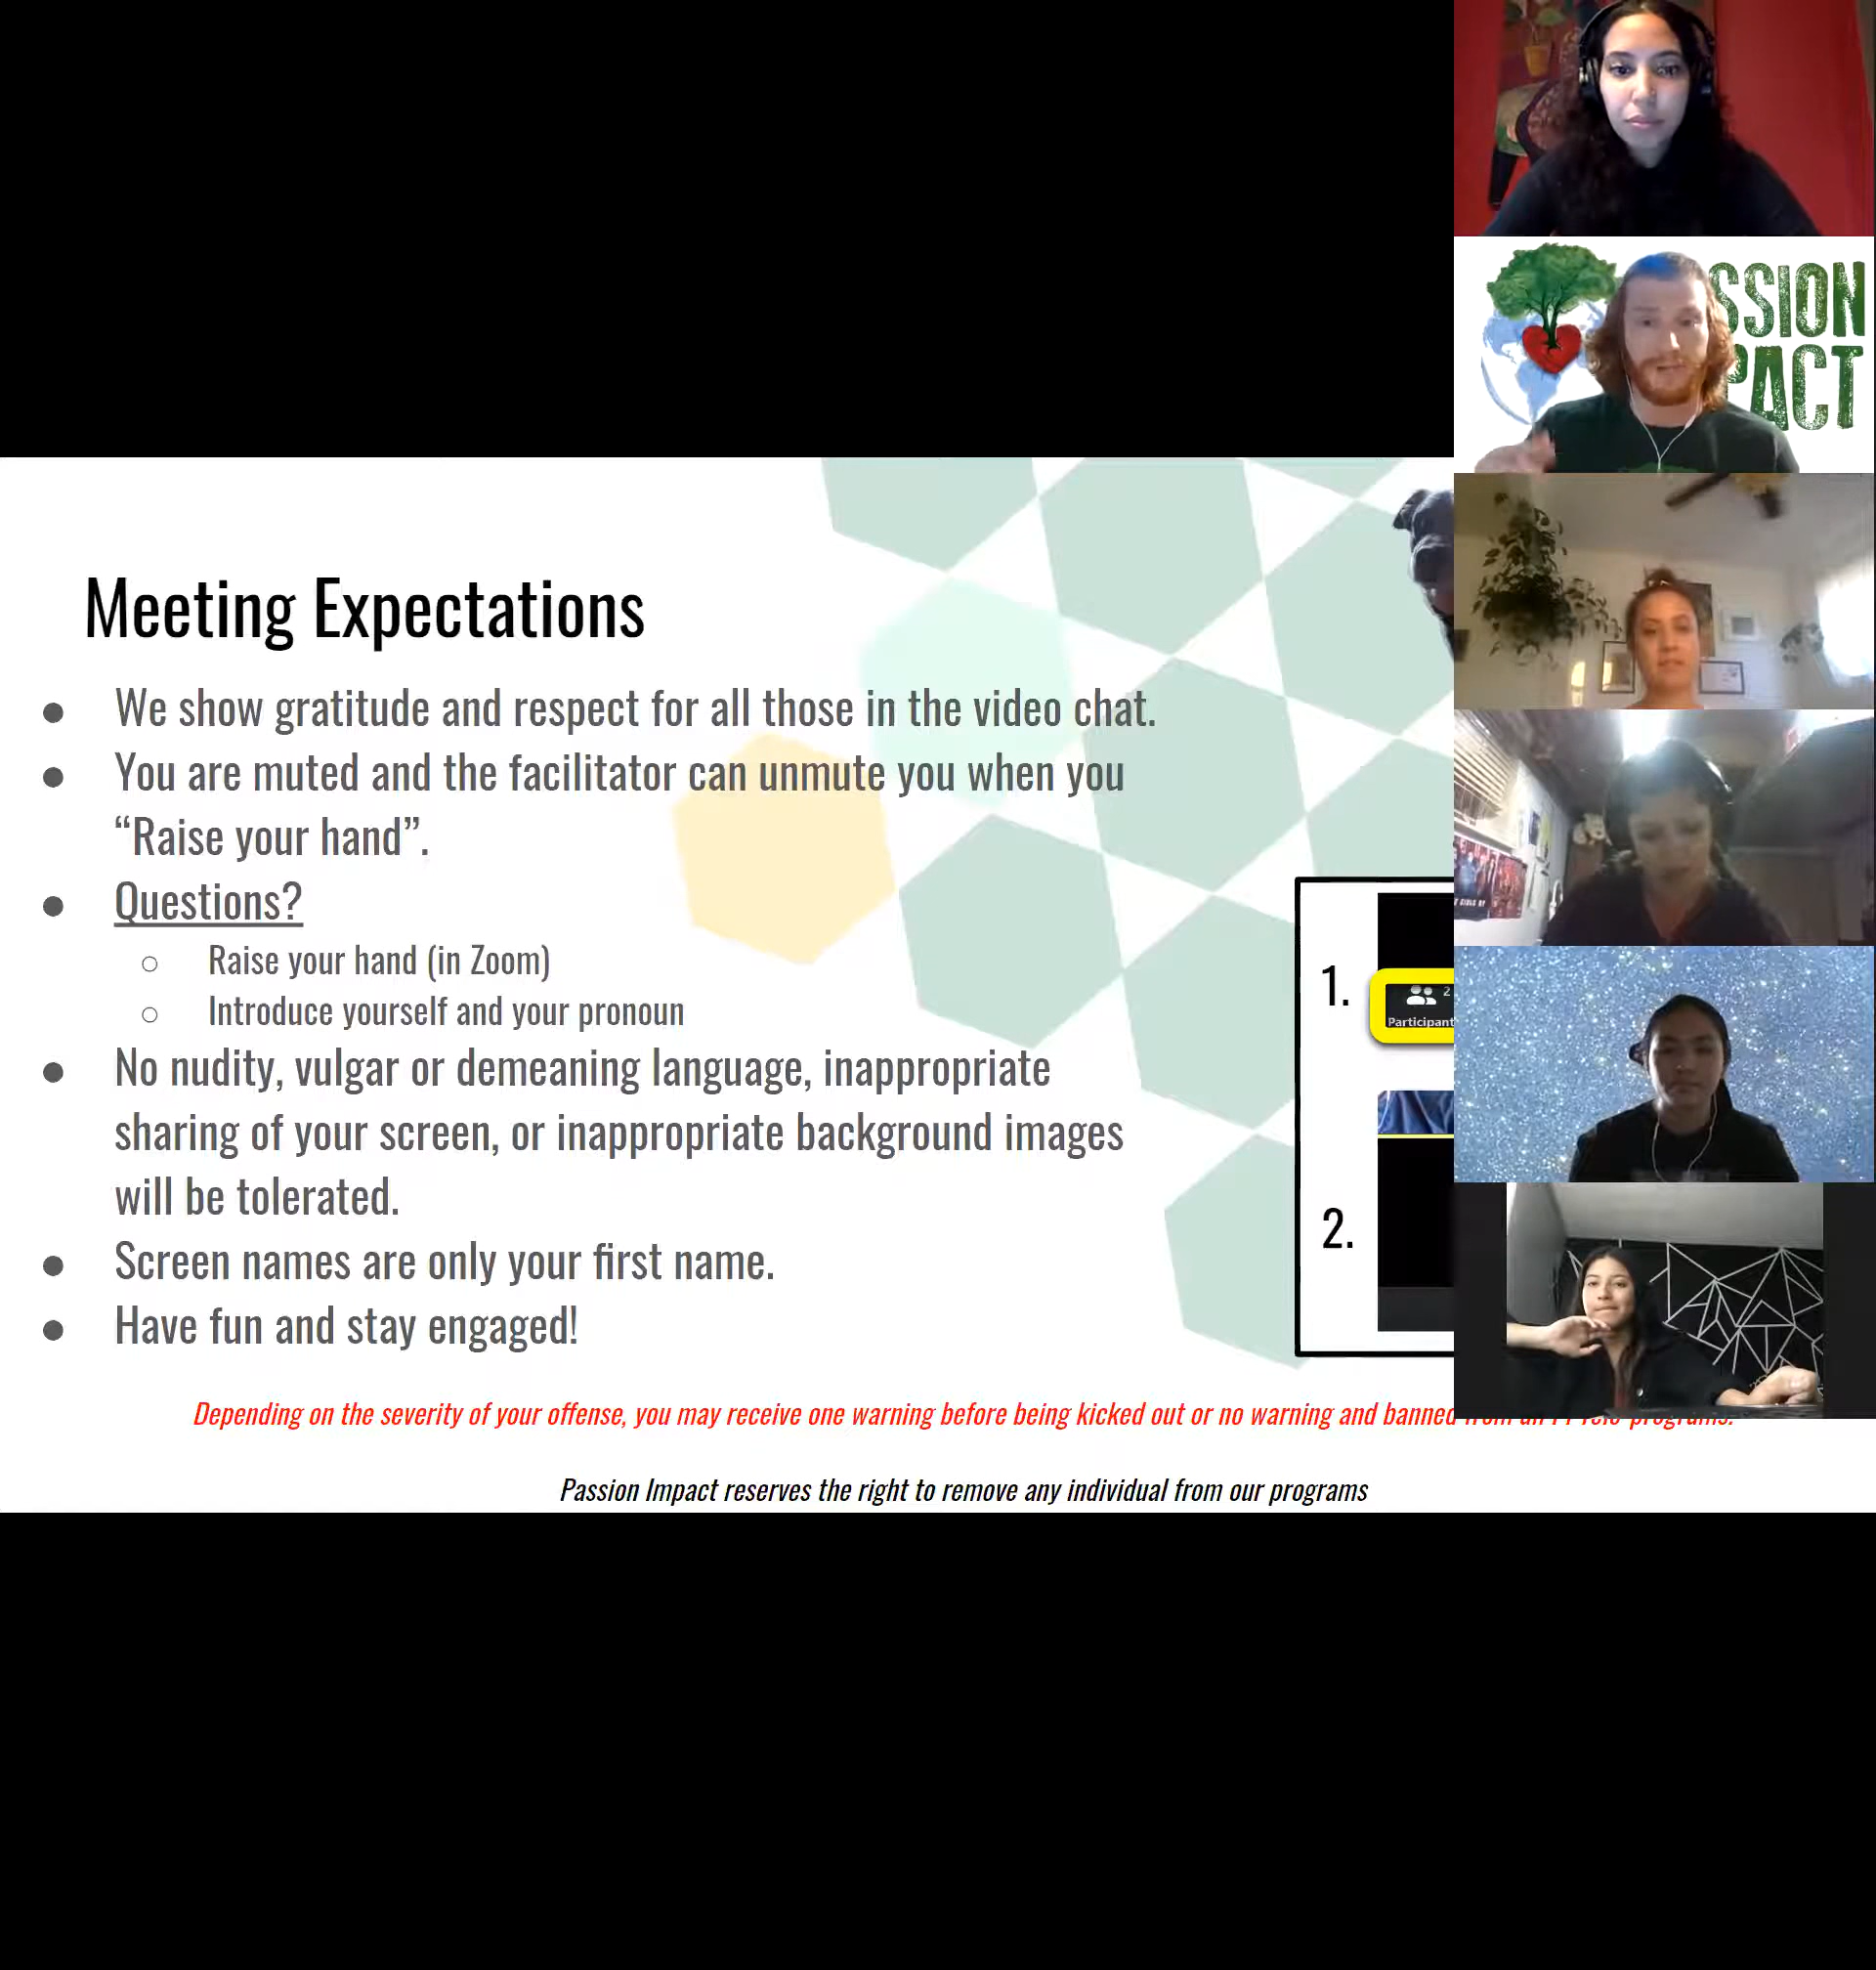 SSION
PACT
Meeting Expectations
● We show gratitude and respect for all those in the video chat.
● You are muted and the facilitator can unmute you when you
“Raise your hand”.
● Questions?
○ Raise your hand (in Zoom)
○ Introduce yourself and your pronoun
● No nudity, vulgar or demeaning language, inappropriate
sharing of your screen, or inappropriate background images
will be tolerated.
● Screen names are only your first name.
● Have fun and stay engaged!
1.
2
Participant
2.
Depending on the severity of your offense, you may receive one warning before being kicked out or no warning and banned
Passion Impact reserves the right to remove any individual from our programs